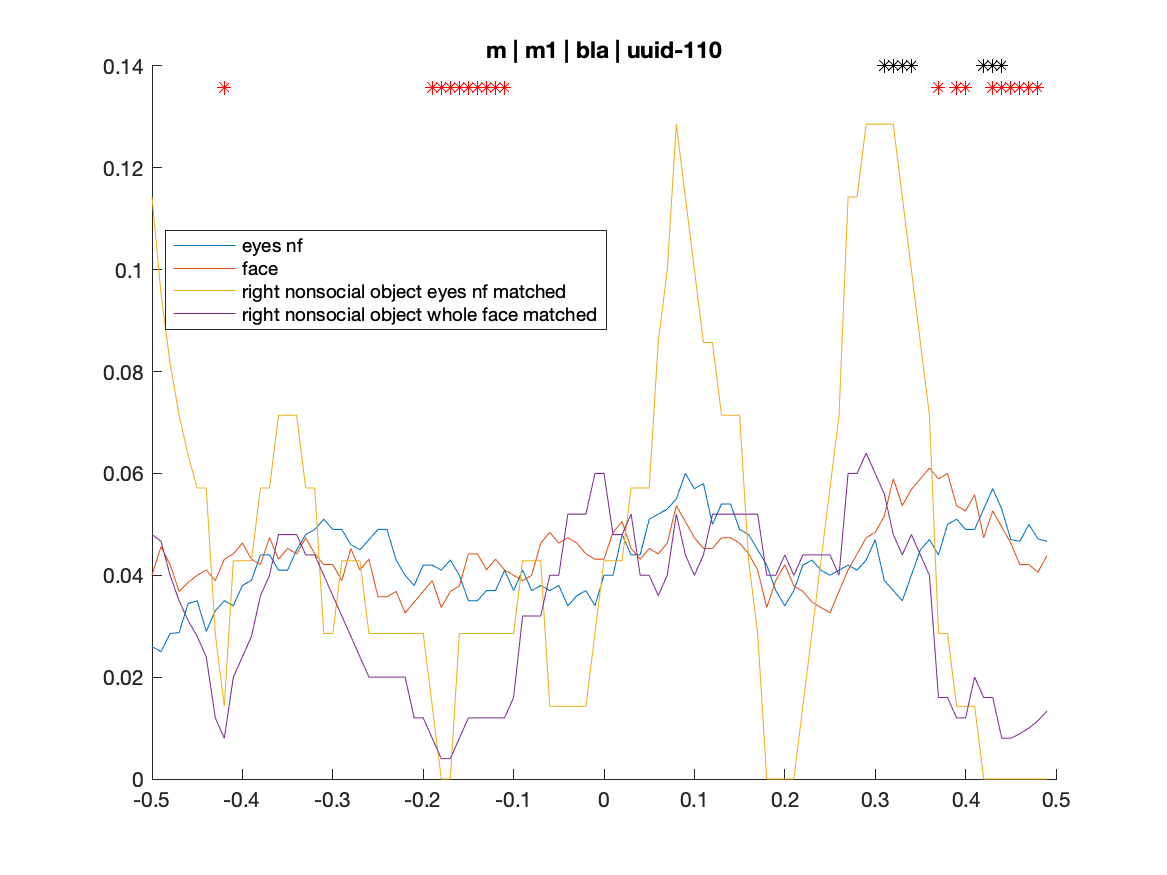 m | m1 | bla | uuid-110
0.14
0.12
0.1
0.08
0.06
0.04
0.02
0
eyes nf
face
right nonsocial object eyes nf matched
right nonsocial object whole face matched
-0.5 -0.4 -0.3 -0.2 -0.1 0 0.1 0.2 0.3 0.4 0.5